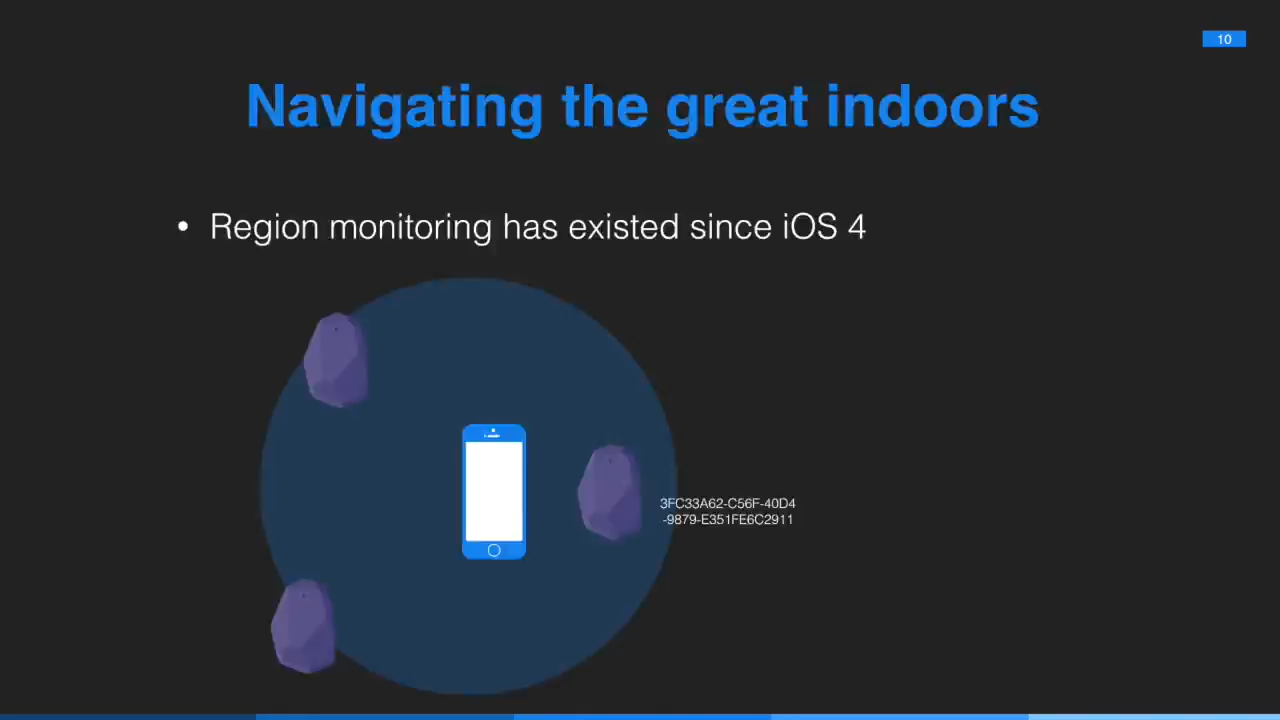 10
Navigating the great indoors
• Region monitoring has existed since iOS 4
3FC33A62-C56F-40D4
-9879-E351FE6C2911